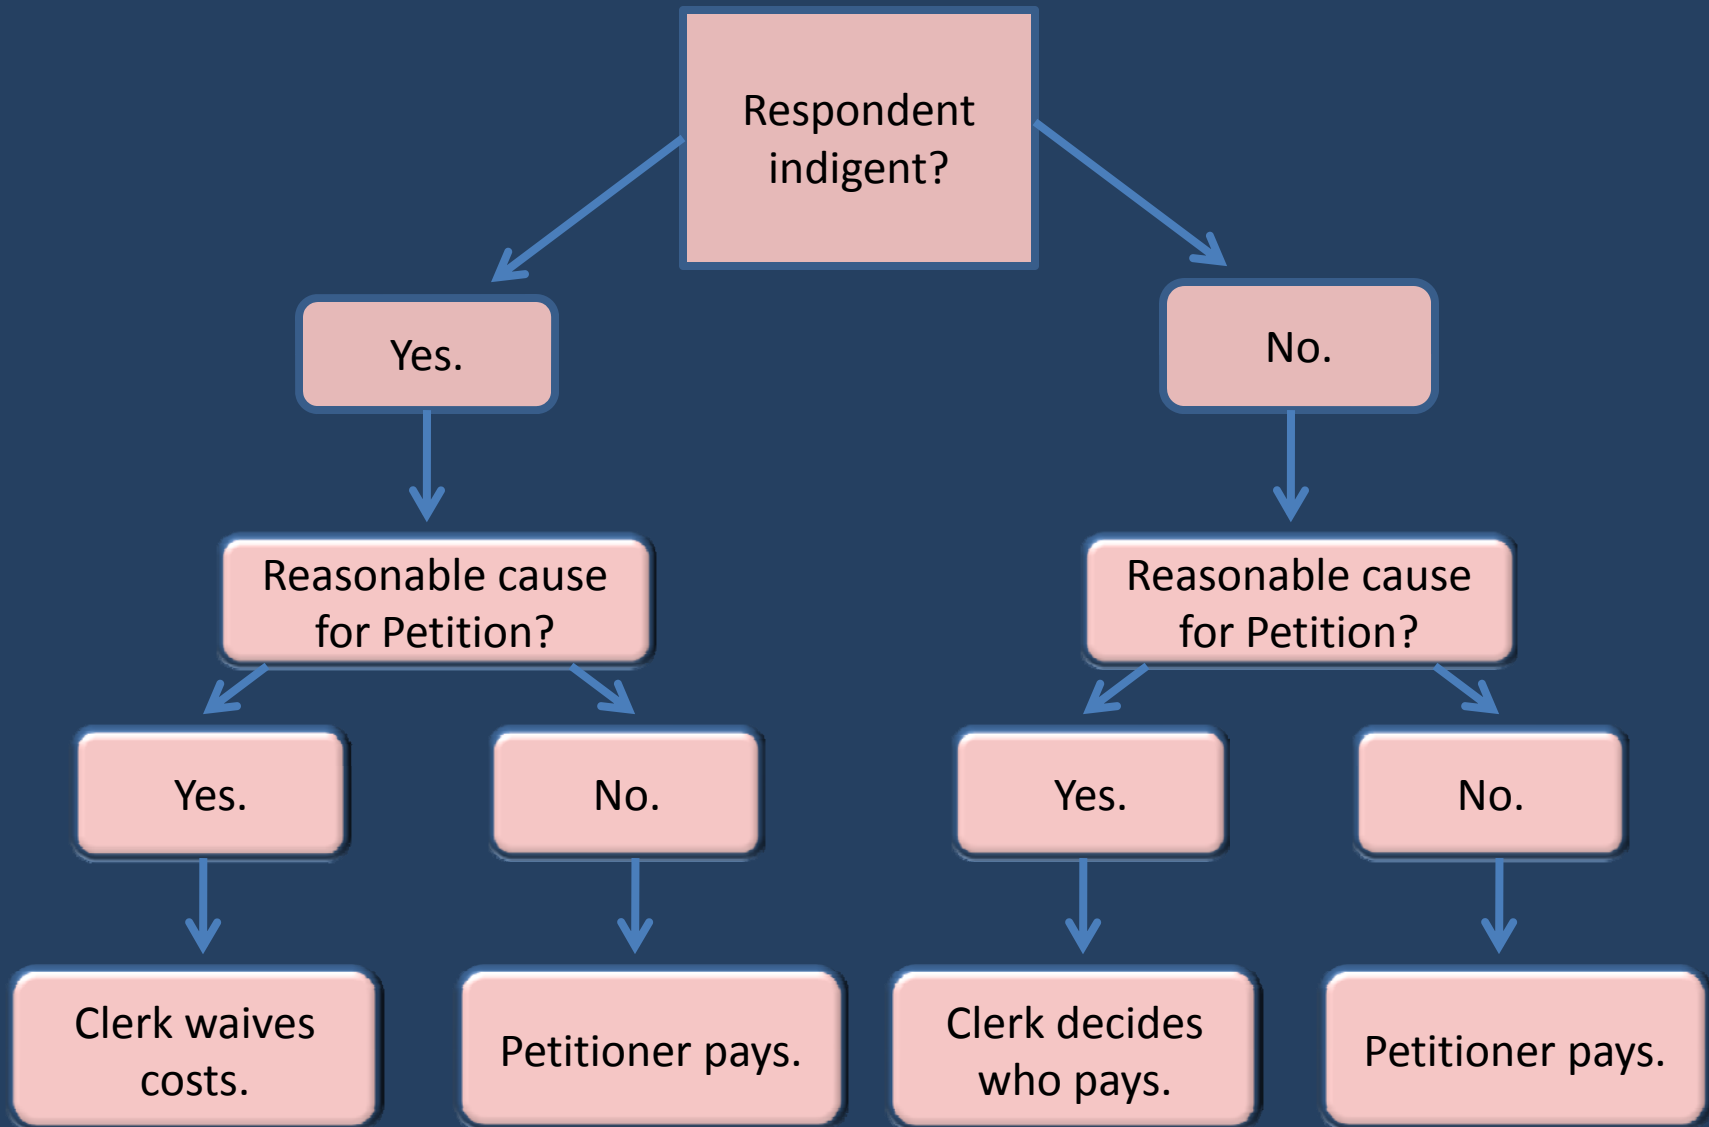 Respondent
indigent?
Yes.
No.
Reasonable cause
for Petition?
Reasonable cause
for Petition?
Yes.
No.
Yes.
No.
Clerk waives
costs.
Petitioner pays.
Clerk decides
who pays.
Petitioner pays.